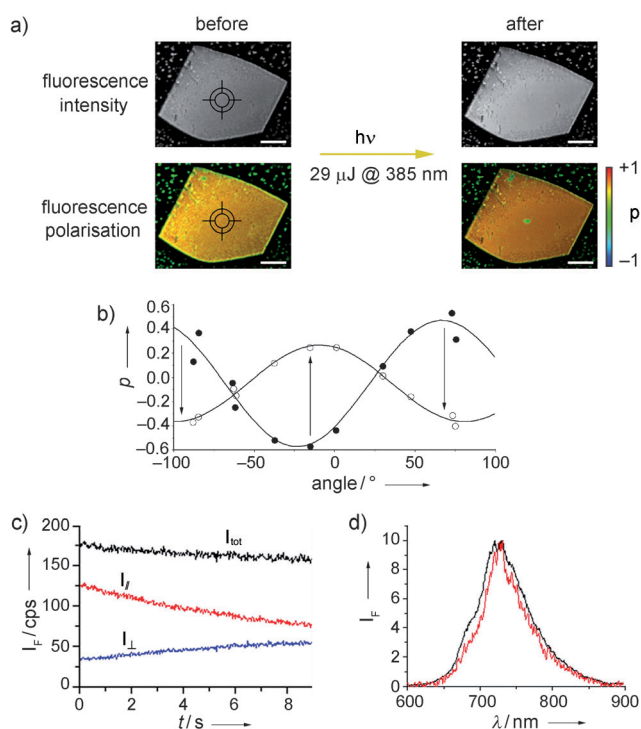 a)
before
after
fluorescence
intensity
hν
29 μJ @ 385 nm
fluorescence
polarisation
+1
p
–1
b)
0.6
0.4
0.2
0.0
–0.2
–0.4
–0.6
p
–100
–50
0
50
100
angle / °
c)
200
150
100
50
0
I_F / cps
I_tot
I_//
I_⊥
0
2
4
6
8
t / s
d)
10
8
6
4
2
0
I_F
600
700
800
900
λ / nm